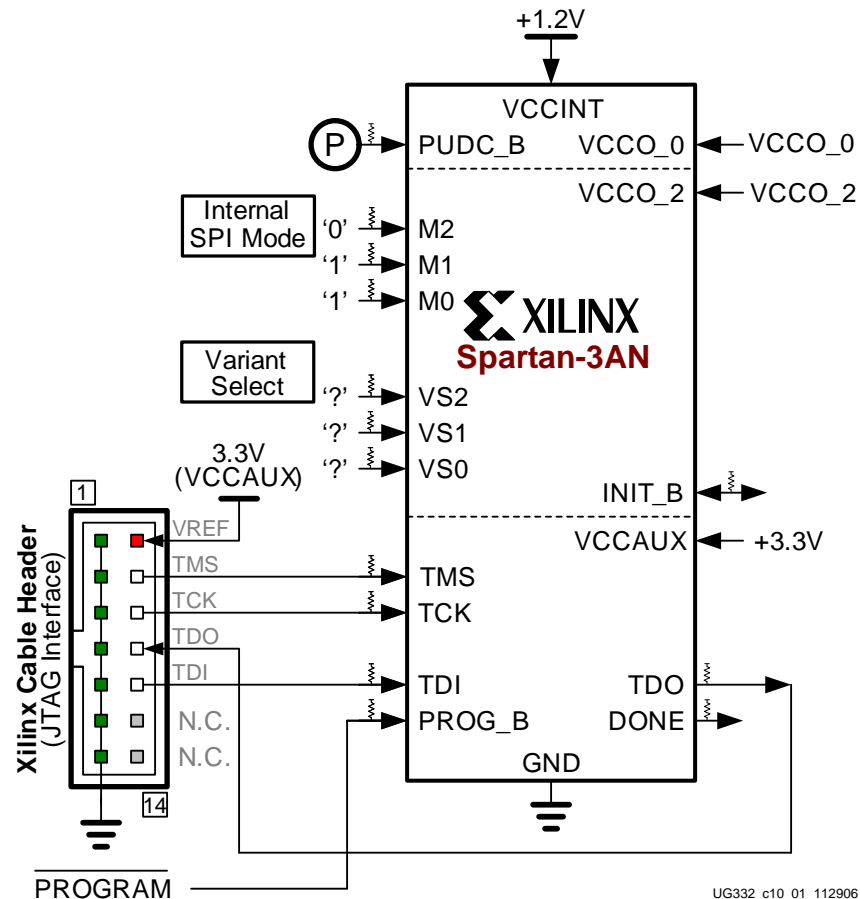 +1.2V
VCCINT
P
PUDC_B
VCCO_0
VCCO_0
VCCO_2
VCCO_2
Internal
SPI Mode
'0'
M2
'1'
M1
'1'
M0
XILINX
Spartan-3AN
Variant
Select
'?'
VS2
'?'
VS1
'?'
VS0
3.3V
(VCCAUX)
INIT_B
1
VREF
VCCAUX
+3.3V
TMS
TMS
TCK
TCK
TDO
TDI
TDI
TDO
N.C.
PROG_B
DONE
N.C.
Xilinx Cable Header
(JTAG Interface)
GND
14
PROGRAM
UG332_c10_01_112906